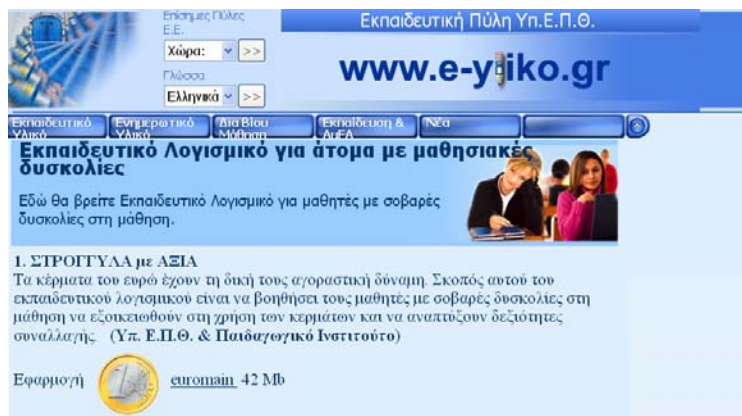 Επίσημες Πύλες
Ε.Ε.
Χώρα:
>>
Γλώσσα
Ελληνικά
>>
Εκπαιδευτική Πύλη Υπ.Ε.Π.Θ.
www.e-yliko.gr
Εκπαιδευτικό Υλικό
Ενημερωτικό Υλικό
Δια Βίου Μάθηση
Εκπαίδευση & ΑμΕΑ
Νέα
Εκπαιδευτικό Λογισμικό για άτομα με μαθησιακές
δυσκολίες
Εδώ θα βρείτε Εκπαιδευτικό Λογισμικό για μαθητές με σοβαρές
δυσκολίες στη μάθηση.
1. ΣΤΡΟΓΓΥΛΑ με ΑΞΙΑ
Τα κέρματα του ευρώ έχουν τη δική τους αγοραστική δύναμη. Σκοπός αυτού του
εκπαιδευτικού λογισμικού είναι να βοηθήσει τους μαθητές με σοβαρές δυσκολίες στη
μάθηση να εξοικειωθούν στη χρήση των κερμάτων και να αναπτύξουν δεξιότητες
συναλλαγής. (Υπ. Ε.Π.Θ. & Παιδαγωγικό Ινστιτούτο)
Εφαρμογή
1
euromain 42 Mb